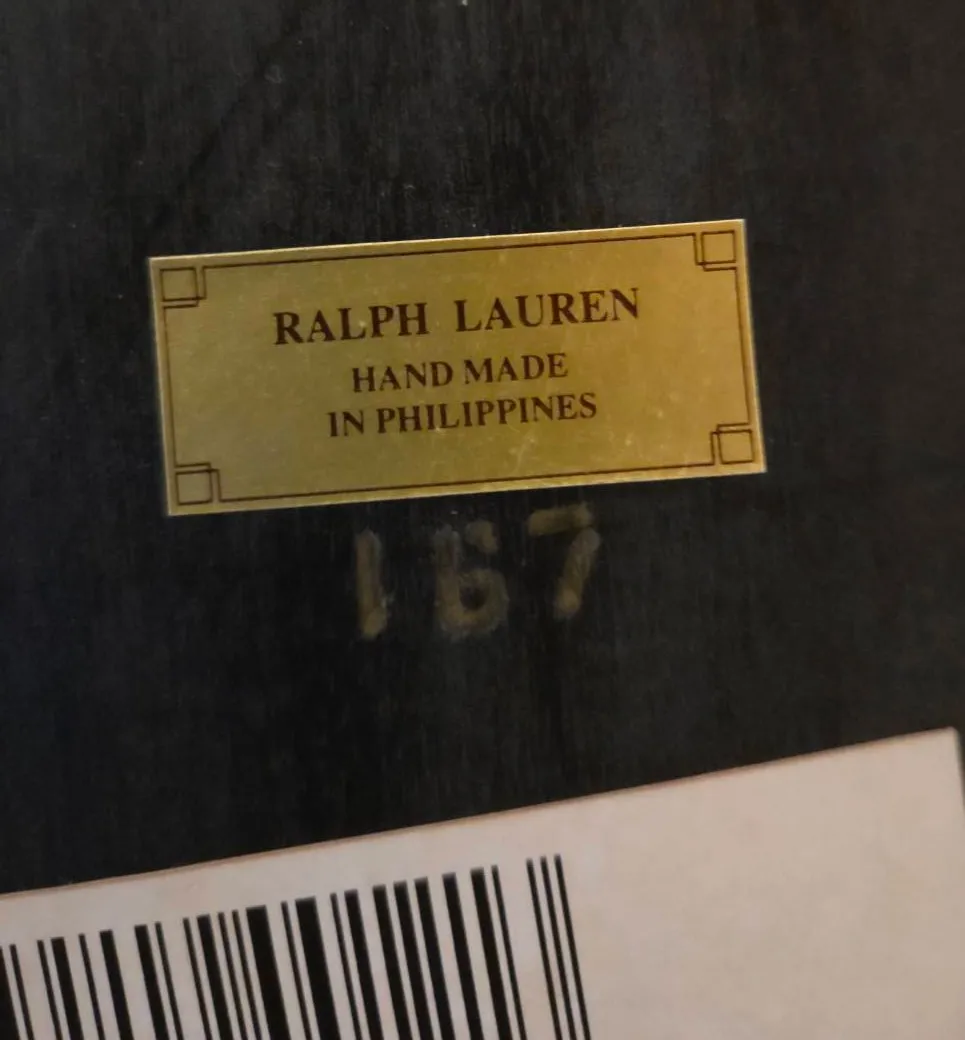 RALPH LAUREN
HAND MADE
IN PHILIPPINES
167